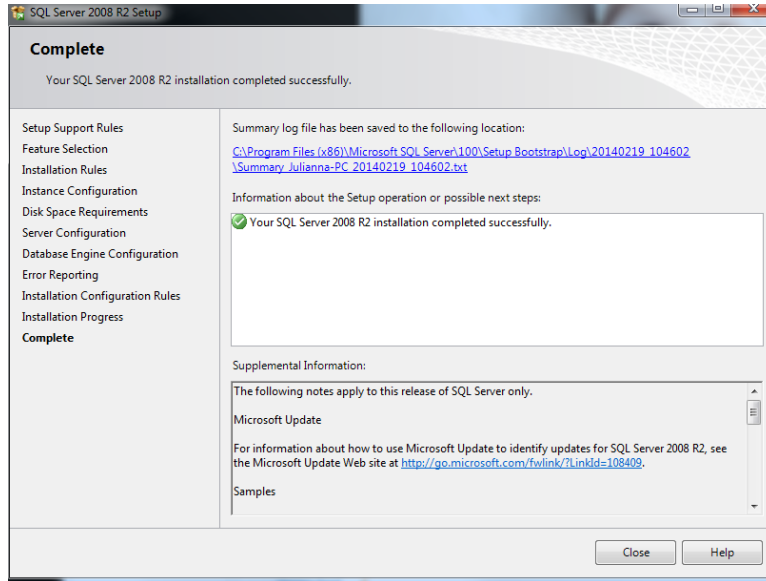 SQL Server 2008 R2 Setup
Complete
Your SQL Server 2008 R2 installation completed successfully.
Setup Support Rules
Feature Selection
Installation Rules
Instance Configuration
Disk Space Requirements
Server Configuration
Database Engine Configuration
Error Reporting
Installation Configuration Rules
Installation Progress
Complete
Summary log file has been saved to the following location:
C:\Program Files (x86)\Microsoft SQL Server\100\Setup Bootstrap\Log\20140219_104602
\Summary_Julianna-PC_20140219_104602.txt
Information about the Setup operation or possible next steps:
Your SQL Server 2008 R2 installation completed successfully.
Supplemental Information:
The following notes apply to this release of SQL Server only.
Microsoft Update
For information about how to use Microsoft Update to identify updates for SQL Server 2008 R2, see
the Microsoft Update Web site at http://go.microsoft.com/fwlink/?LinkId=108409.
Samples
Close
Help